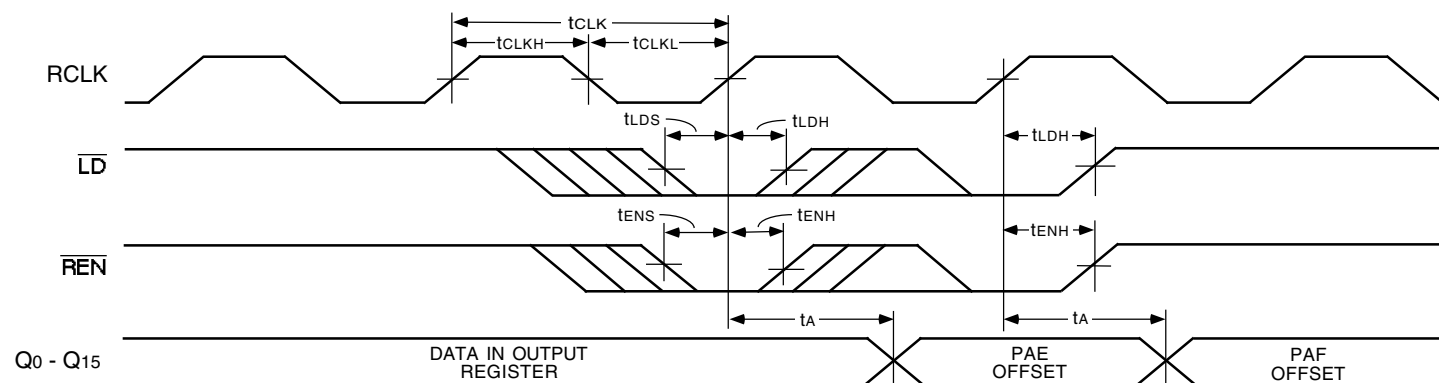 tCLK
tCLKH
tCLKL
RCLK
tLDS
tLDH
tLDH
LD
tENS
tENH
tENH
REN
tA
tA
Q0 - Q15
DATA IN OUTPUT
REGISTER
PAE
OFFSET
PAF
OFFSET